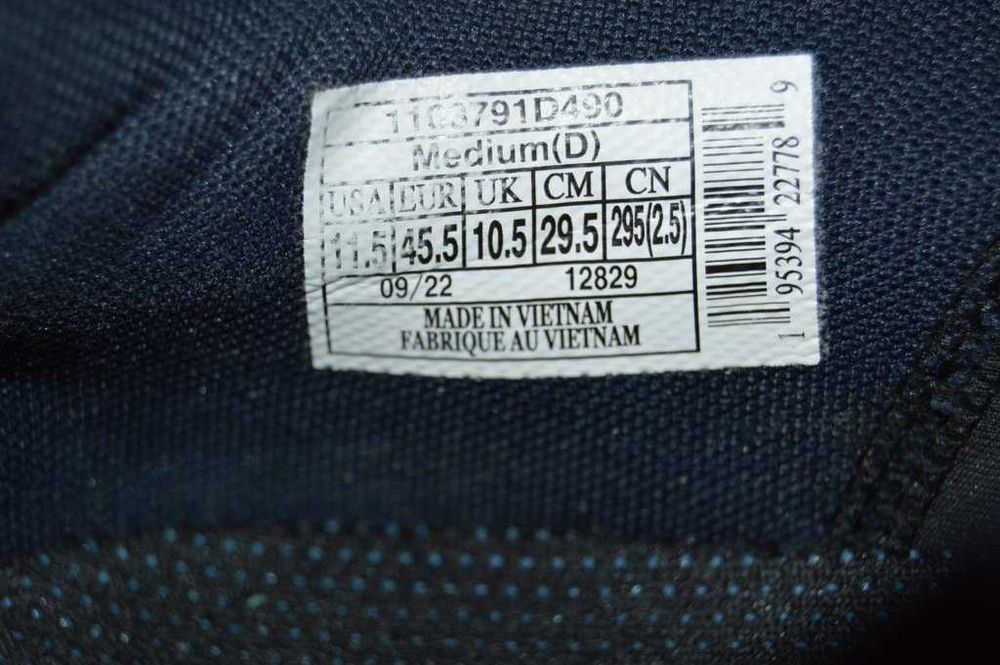 1103791D490
Medium(D)
USA EUR UK CM CN
11.5 45.5 10.5 29.5 295(2.5)
09/22 12829
MADE IN VIETNAM
FABRIQUE AU VIETNAM
1 95394 22778 9